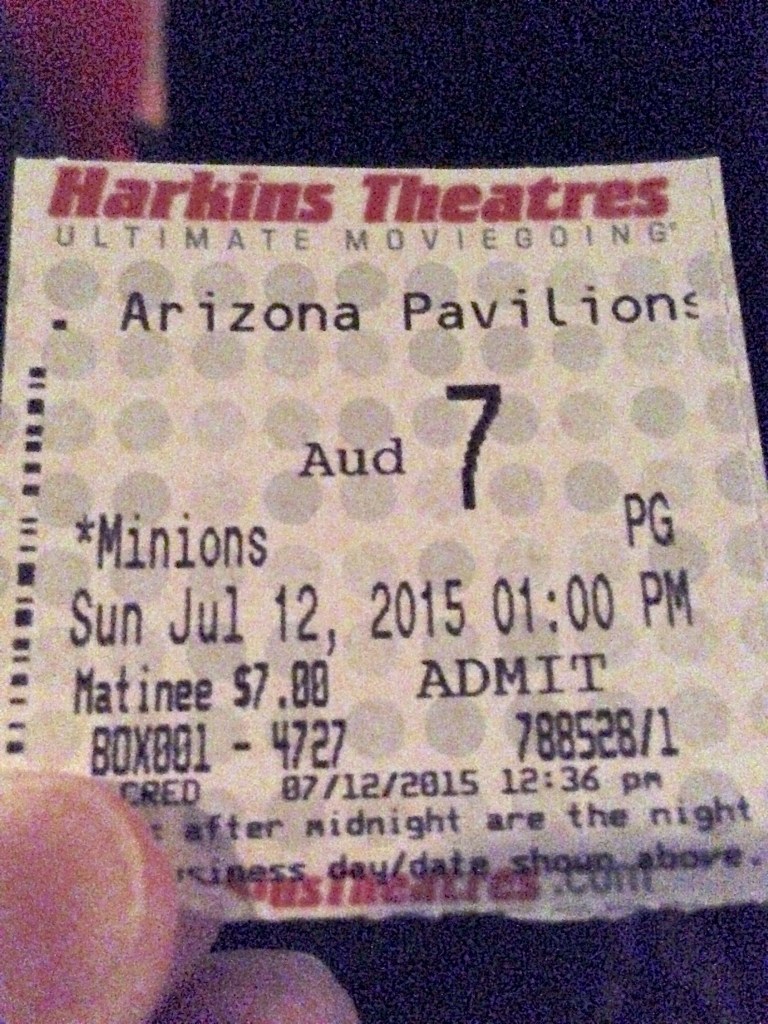 Harkins Theatres
ULTIMATE MOVIEGOING®
. Arizona Pavilions
Aud 7
*Minions PG
Sun Jul 12, 2015 01:00 PM
Matinee $7.00 ADMIT
BOX001 - 4727 788528/1
CRED 07/12/2015 12:36 pm
after midnight are the night
day/date shown above.
.com